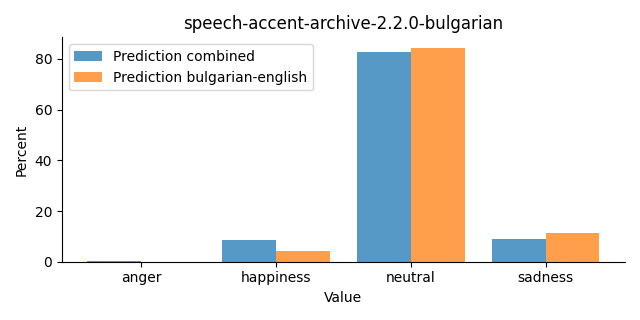 speech-accent-archive-2.2.0-bulgarian
Prediction combined
Prediction bulgarian-english
Percent
80
60
40
20
0
anger happiness neutral sadness
Value